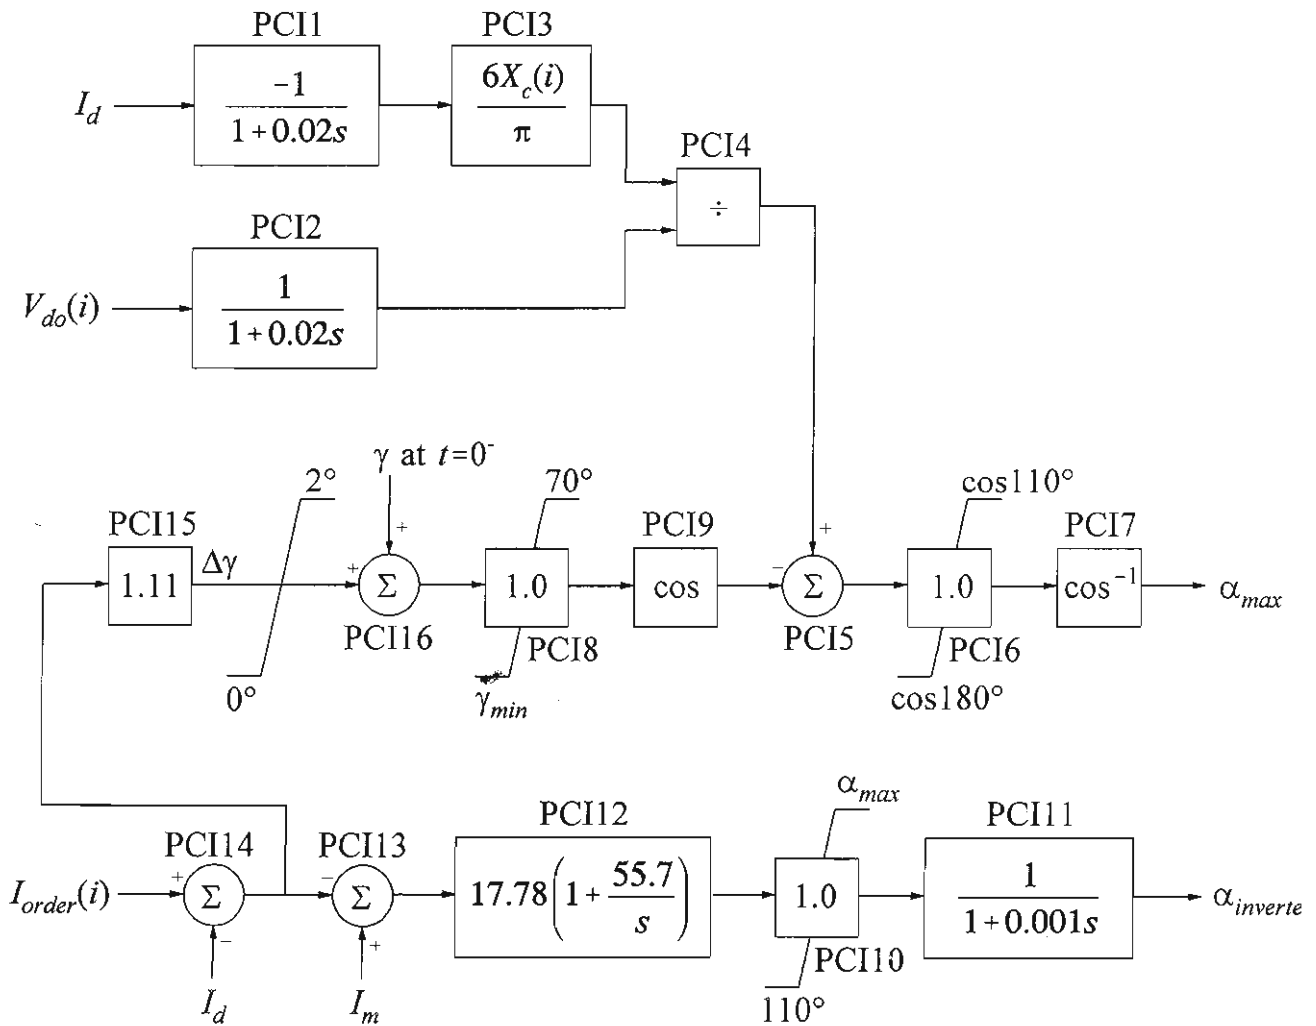 PCI1
PCI3
I_d
-1
1+0.02s
6X_c(i)
π
PCI4
÷
PCI2
V_do(i)
1
1+0.02s
γ at t=0⁻
2°
70°
cos110°
PCI15
PCI9
PCI7
1.11
Δγ
+
+
Σ
1.0
cos
−
+
Σ
1.0
cos⁻¹
α_max
PCI16
PCI8
PCI5
PCI6
0°
γ_min
cos180°
α_max
PCI14
PCI13
PCI12
PCI11
I_order(i)
+
Σ
−
−
Σ
+
17.78(1+55.7/s)
1.0
1
1+0.001s
α_inverte
PCI10
I_d
I_m
110°